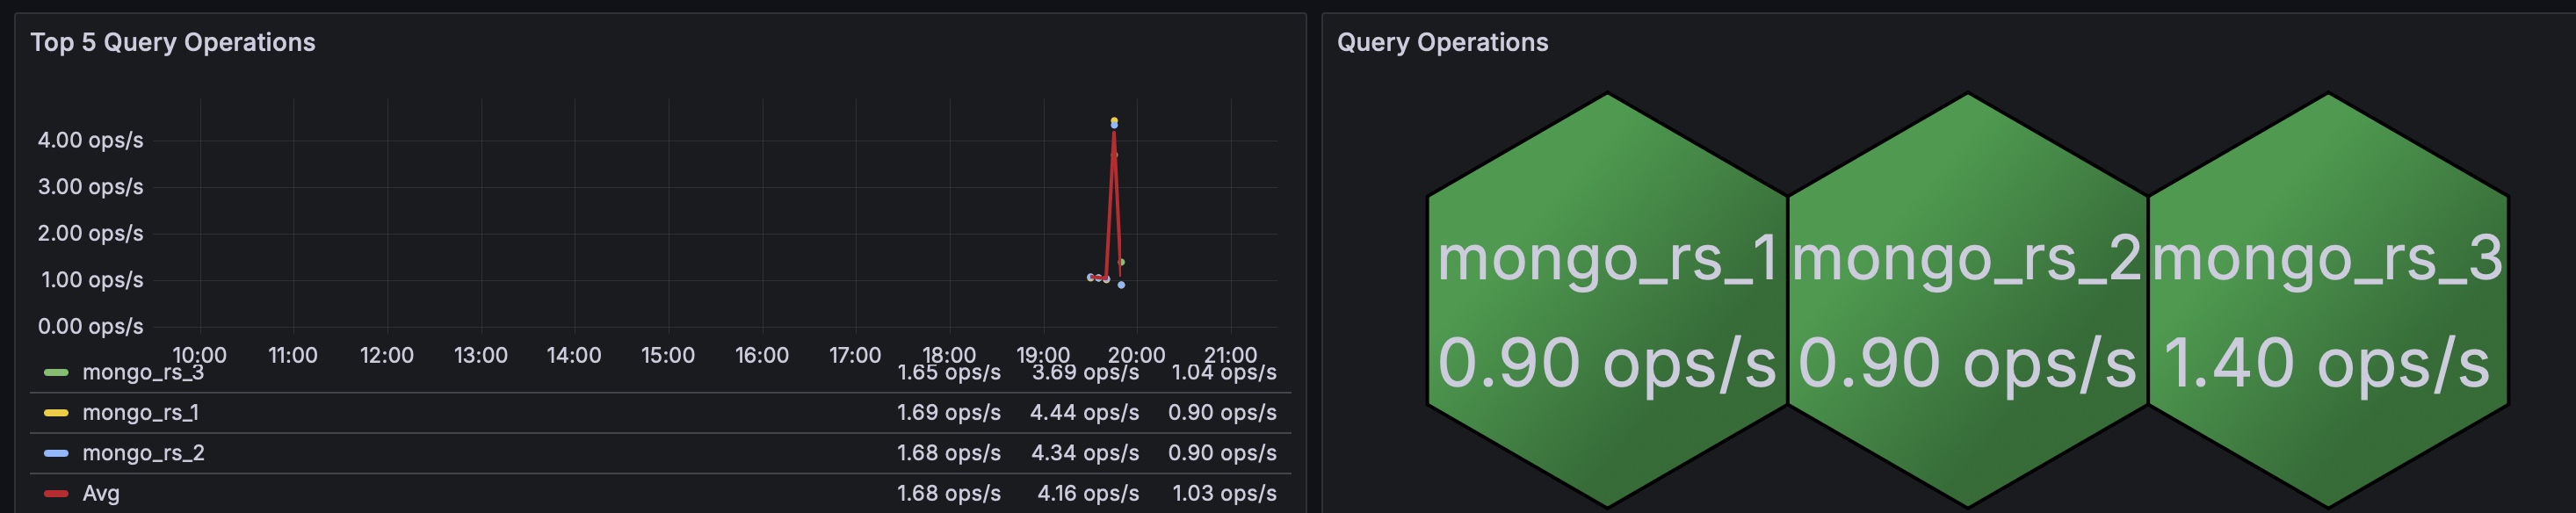 Top 5 Query Operations
4.00 ops/s
3.00 ops/s
2.00 ops/s
1.00 ops/s
0.00 ops/s
10:00 11:00 12:00 13:00 14:00 15:00 16:00 17:00 18:00 19:00 20:00 21:00
mongo_rs_3 1.65 ops/s 3.69 ops/s 1.04 ops/s
mongo_rs_1 1.69 ops/s 4.44 ops/s 0.90 ops/s
mongo_rs_2 1.68 ops/s 4.34 ops/s 0.90 ops/s
Avg 1.68 ops/s 4.16 ops/s 1.03 ops/s
Query Operations
mongo_rs_1 mongo_rs_2 mongo_rs_3
0.90 ops/s 0.90 ops/s 1.40 ops/s